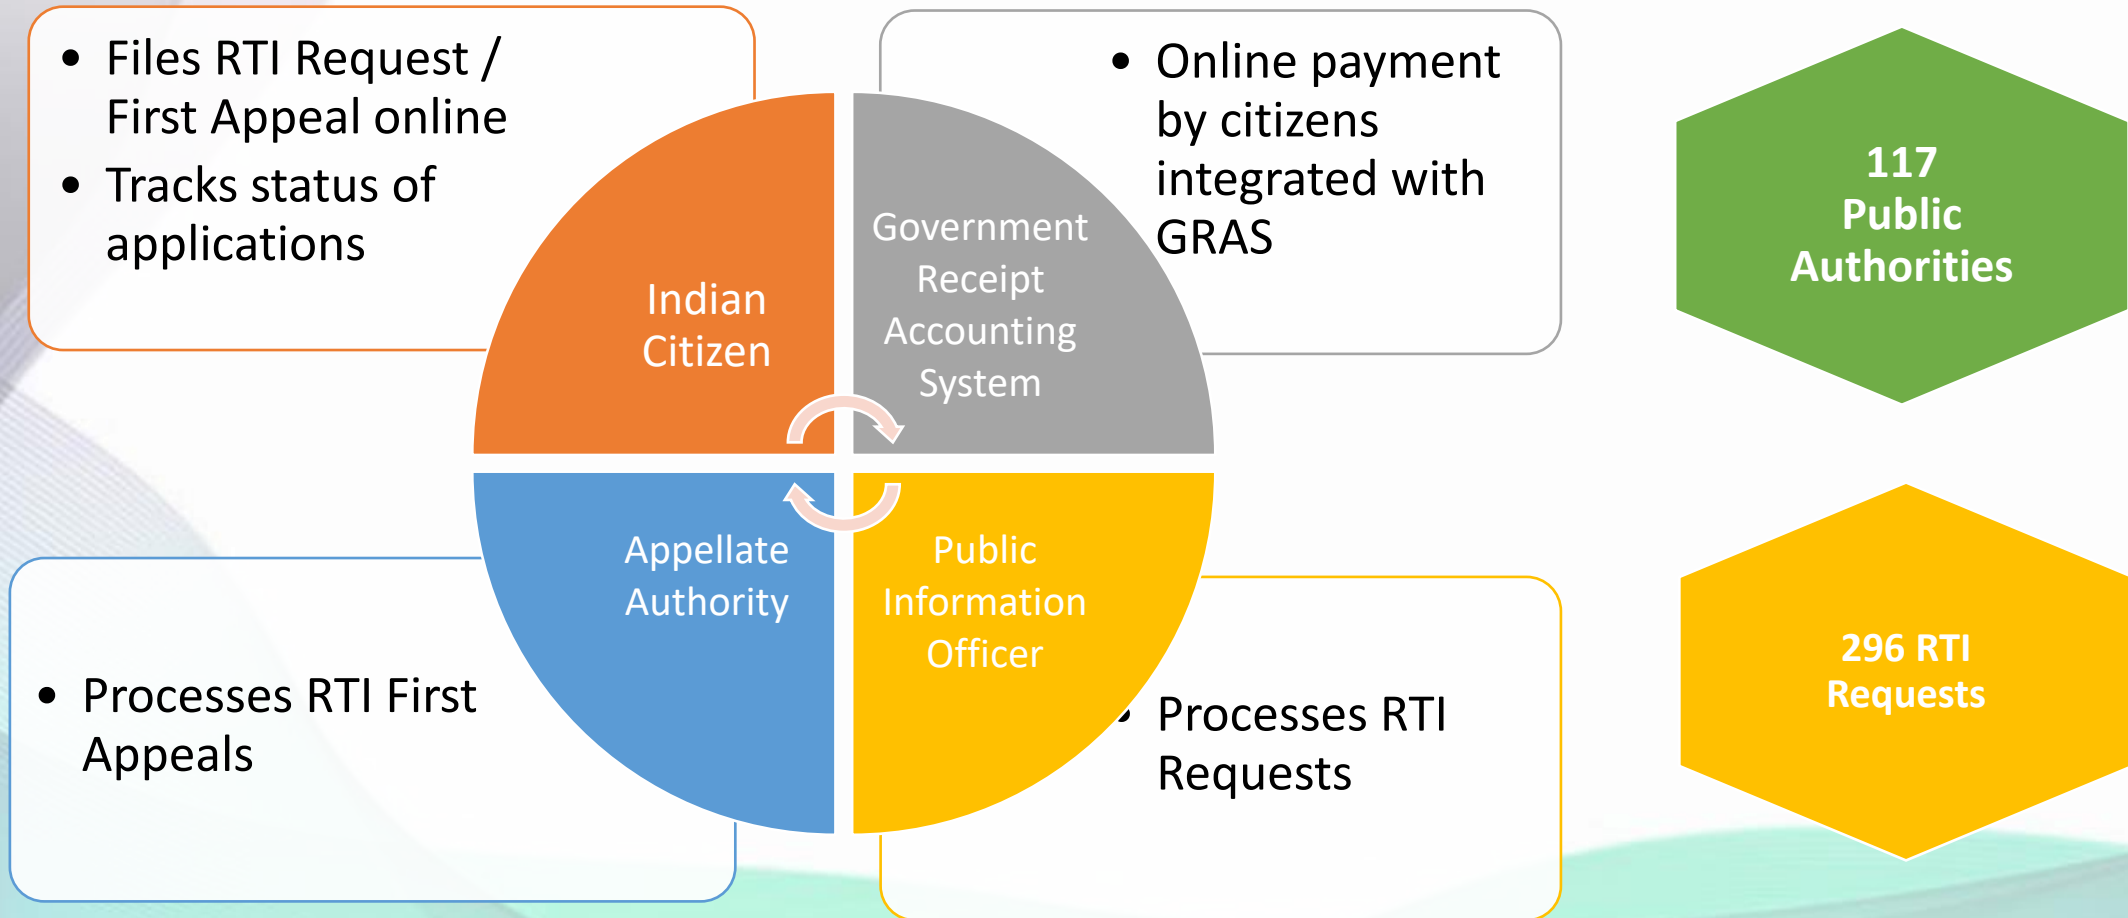 • Files RTI Request /
First Appeal online
• Tracks status of
applications
Indian
Citizen
• Online payment
by citizens
integrated with
GRAS
Government
Receipt
Accounting
System
117
Public
Authorities
Appellate
Authority
• Processes RTI First
Appeals
Public
Information
Officer
• Processes RTI
Requests
296 RTI
Requests